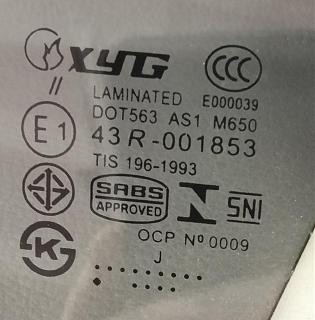 XYG CCC
//
LAMINATED E000039
DOT563 AS1 M650
E1 43R-001853
TIS 196-1993
SABS
APPROVED
SNI
K S
OCP Nº 0009
J